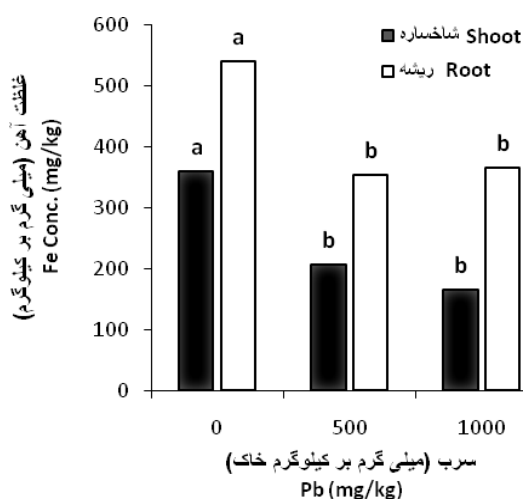 شاخساره Shoot
ریشه Root
غلظت آهن (میلی گرم بر کیلوگرم)
Fe Conc. (mg/kg)
600
500
400
300
200
100
0
a
a
b
b
b
b
0 500 1000
سرب (میلی گرم بر کیلوگرم خاک)
Pb (mg/kg)